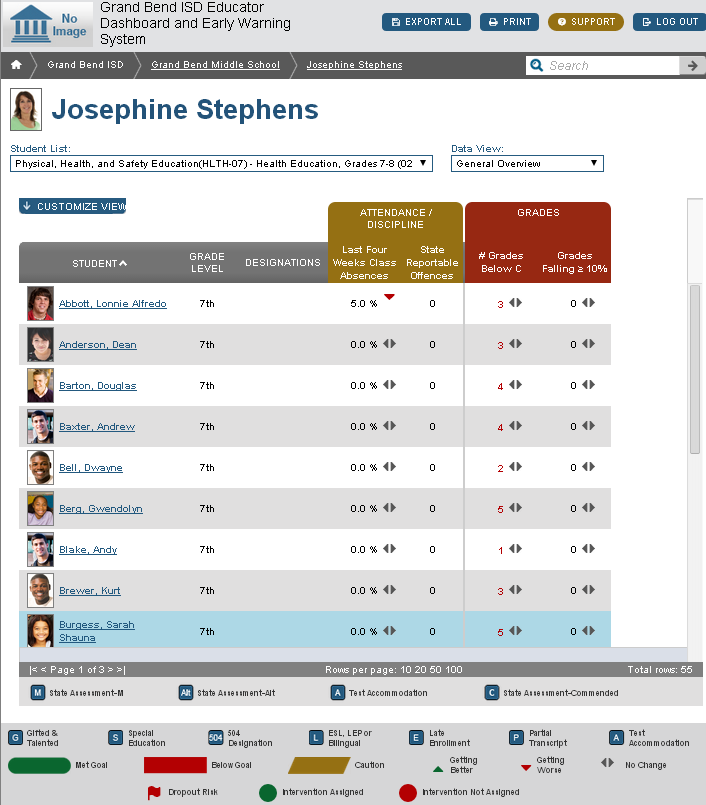 No
Image
Grand Bend ISD Educator
Dashboard and Early Warning
System
EXPORT ALL
PRINT
SUPPORT
LOG OUT
Grand Bend ISD
Grand Bend Middle School
Josephine Stephens
Search
Josephine Stephens
Student List:
Data View:
Physical, Health, and Safety Education(HLTH-07) - Health Education, Grades 7-8 (02
General Overview
CUSTOMIZE VIEW
ATTENDANCE /
DISCIPLINE
GRADES
STUDENT
GRADE
LEVEL
DESIGNATIONS
Last Four
Weeks Class
Absences
State
Reportable
Offences
# Grades
Below C
Grades
Falling ≥ 10%
Abbott, Lonnie Alfredo 7th 5.0 % 0 3 0
Anderson, Dean 7th 0.0 % 0 3 0
Barton, Douglas 7th 0.0 % 0 4 0
Baxter, Andrew 7th 0.0 % 0 4 0
Bell, Dwayne 7th 0.0 % 0 2 0
Berg, Gwendolyn 7th 0.0 % 0 5 0
Blake, Andy 7th 0.0 % 0 1 0
Brewer, Kurt 7th 0.0 % 0 3 0
Burgess, Sarah
Shauna 7th 0.0 % 0 5 0
|< < Page 1 of 3 > >| Rows per page: 10 20 50 100 Total rows: 55
M State Assessment-M
Alt State Assessment-Alt
A Test Accommodation
C State Assessment-Commended
G Gifted &
Talented
S Special
Education
504 504
Designation
L ESL, LEP or
Bilingual
E Late
Enrollment
P Partial
Transcript
A Test
Accommodation
Met Goal
Below Goal
Caution
Getting
Better
Getting
Worse
No Change
Dropout Risk
Intervention Assigned
Intervention Not Assigned